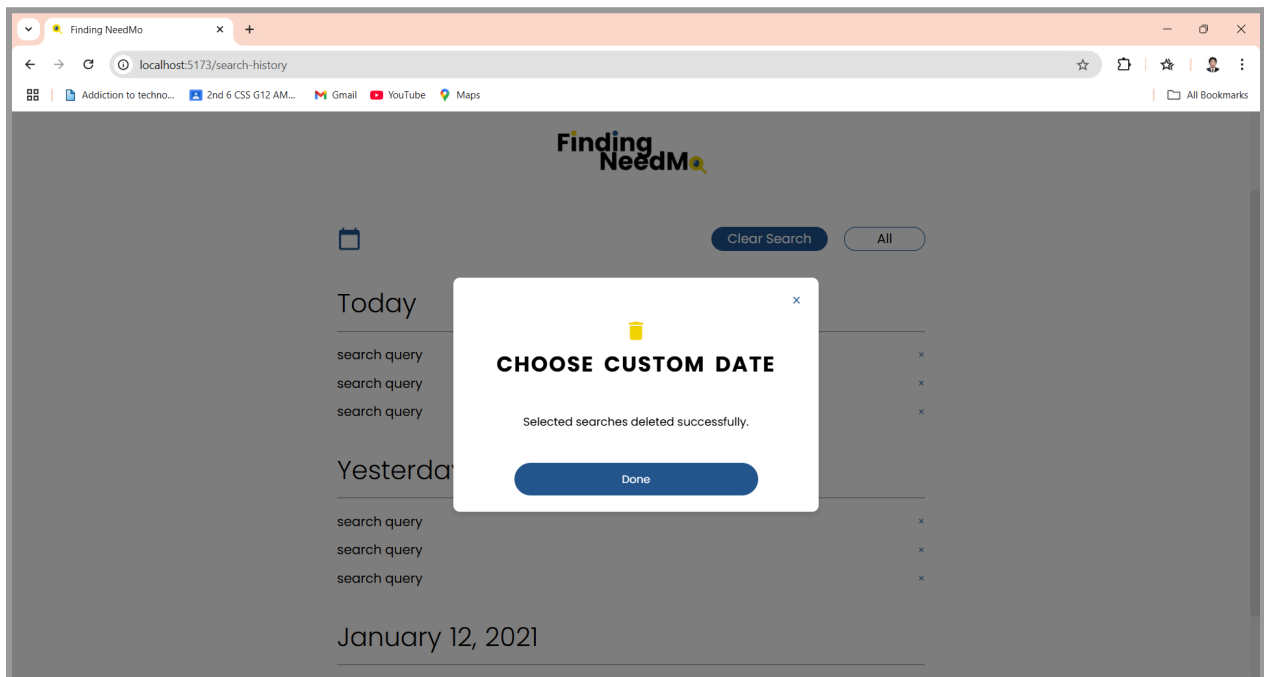 Finding NeedMo
localhost:5173/search-history
Addiction to techno...
2nd 6 CSS G12 AM...
Gmail
YouTube
Maps
All Bookmarks
Finding
NeedMo
Clear Search
All
Today
search query
search query
search query
CHOOSE CUSTOM DATE
Selected searches deleted successfully.
Done
Yesterda
search query
search query
search query
January 12, 2021